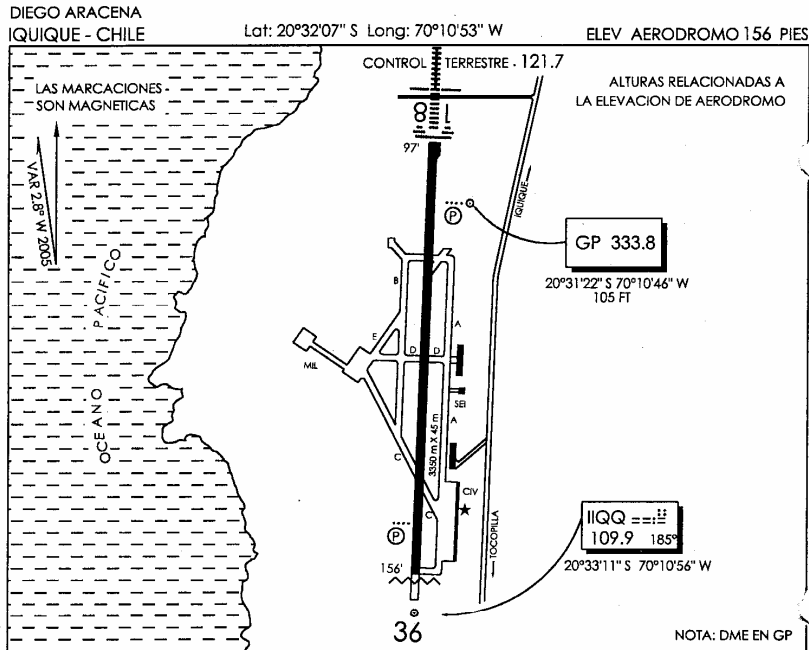 DIEGO ARACENA
IQUIQUE - CHILE
Lat: 20°32'07" S Long: 70°10'53" W
ELEV AERODROMO 156 PIES
LAS MARCACIONES
SON MAGNETICAS
VAR 2.8° W 2005
OCEANO PACIFICO
CONTROL TERRESTRE - 121.7
ALTURAS RELACIONADAS A
LA ELEVACION DE AERODROMO
18
97'
IQUIQUE
P
GP 333.8
20°31'22" S 70°10'46" W
105 FT
B
A
E
D D
MIL
SEI
A
3350 m X 45 m
C
CIV
C
P
TOCOPILLA
IIQQ
109.9 185°
20°33'11" S 70°10'56" W
156'
36
NOTA: DME EN GP